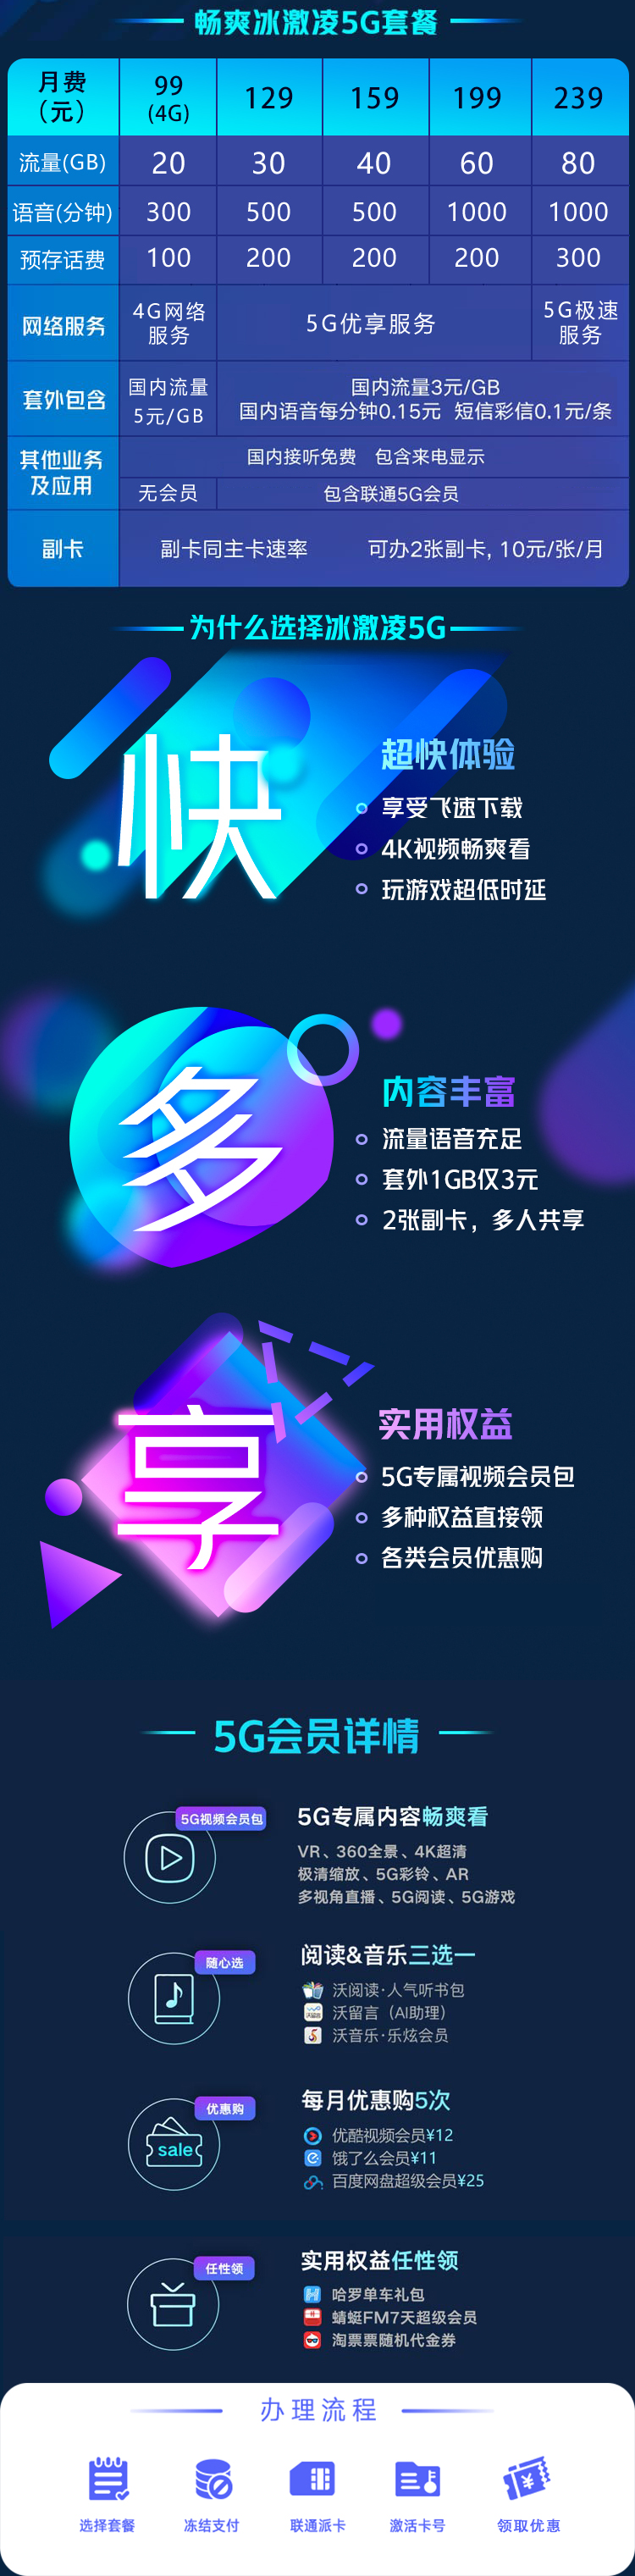 畅爽冰激凌5G套餐
月费
（元）
99
(4G)
129
159
199
239
流量(GB)
20
30
40
60
80
语音(分钟)
300
500
500
1000
1000
预存话费
100
200
200
200
300
网络服务
4G网络
服务
5G优享服务
5G极速
服务
套外包含
国内流量
5元/GB
国内流量3元/GB
国内语音每分钟0.15元 短信彩信0.1元/条
其他业务
及应用
国内接听免费 包含来电显示
无会员
包含联通5G会员
副卡
副卡同主卡速率
可办2张副卡, 10元/张/月
为什么选择冰激凌5G
快
超快体验
享受飞速下载
4K视频畅爽看
玩游戏超低时延
多
内容丰富
流量语音充足
套外1GB仅3元
2张副卡，多人共享
享
实用权益
5G专属视频会员包
多种权益直接领
各类会员优惠购
5G会员详情
5G视频会员包
5G专属内容畅爽看
VR、360全景、4K超清
极清缩放、5G彩铃、AR
多视角直播、5G阅读、5G游戏
随心选
阅读&音乐三选一
沃阅读·人气听书包
沃留言
沃留言（AI助理）
沃音乐·乐炫会员
优惠购
sale
每月优惠购5次
优酷视频会员¥12
饿了么会员¥11
百度网盘超级会员¥25
任性领
实用权益任性领
哈罗单车礼包
蜻蜓FM7天超级会员
淘票票随机代金券
办理流程
选择套餐
冻结支付
联通派卡
激活卡号
¥
领取优惠